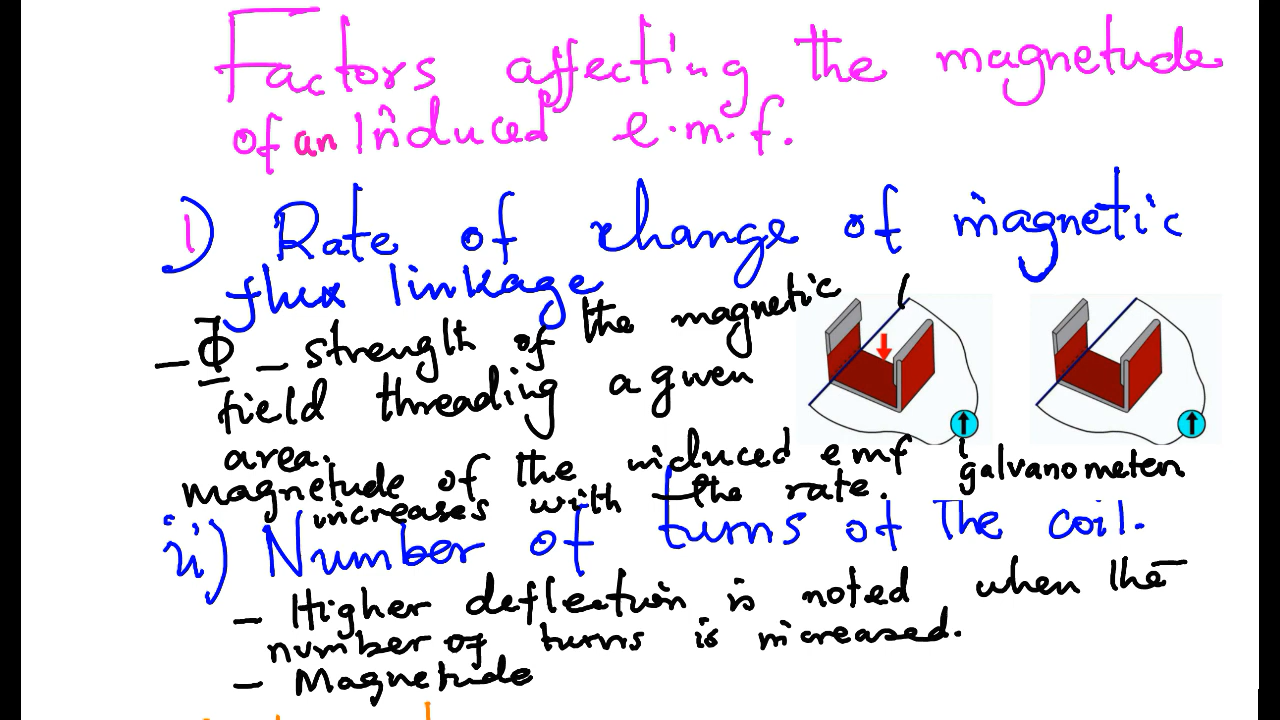 Factors affecting the magnetude
of an Induced e.m.f.
i) Rate of change of magnetic
flux linkage
- Φ - strength of the magnetic
field threading a given
area.
magnetude of the induced emf
increases with the rate.
galvanometer
ii) Number of turns of the coil.
- Higher deflection is noted when the
number of turns is increased.
- Magnetude